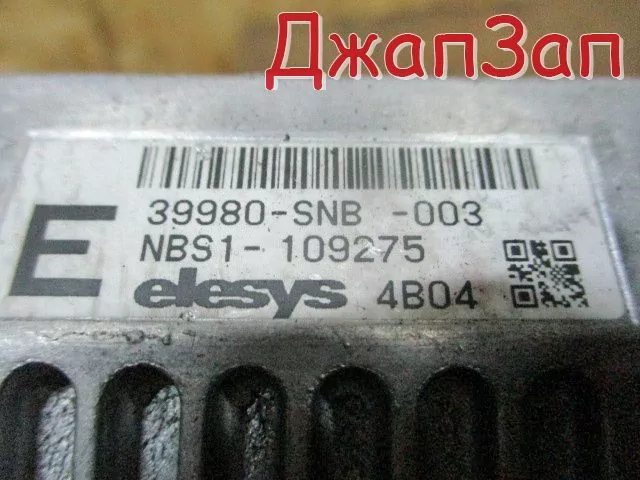 ДжапЗап
39980-SNB -003
NBS1- 109275
E
elesys 4B04